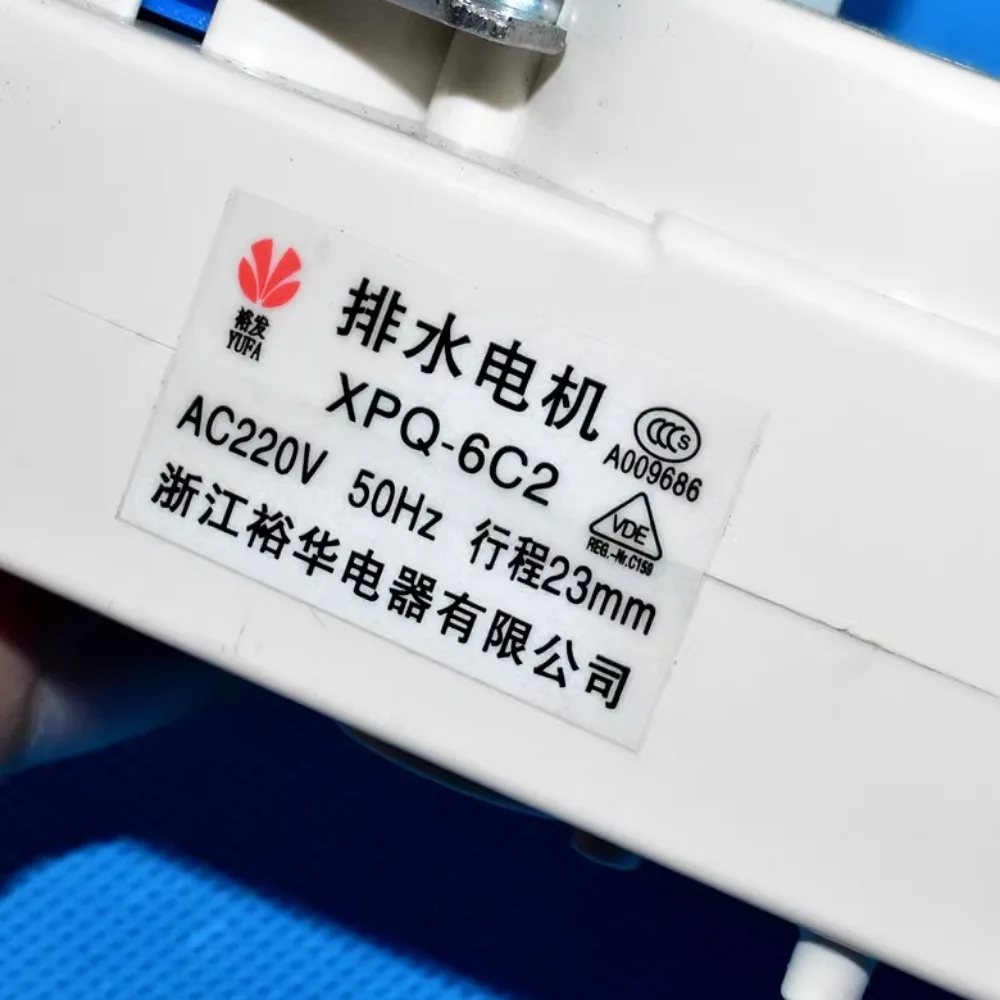 裕发
YUFA
排水电机
XPQ-6C2
CCC S
A009686
AC220V 50Hz 行程23mm
VDE
REG.-Nr.C150
浙江裕华电器有限公司